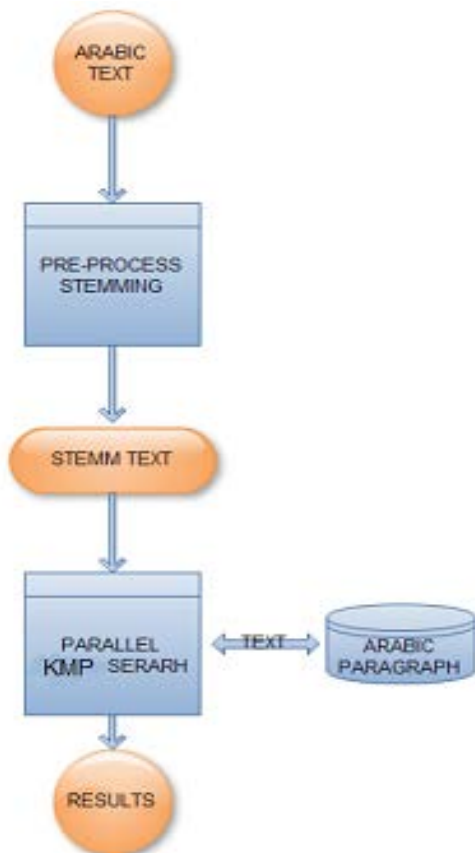 ARABIC
TEXT
PRE-PROCESS
STEMMING
STEMM TEXT
PARALLEL
KMP SERARH
TEXT
ARABIC
PARAGRAPH
RESULTS